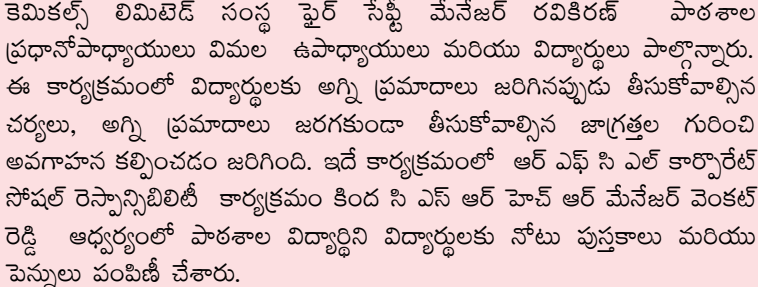 కెమికల్స్ లిమిటెడ్ సంస్థ ఫైర్ సేఫ్టీ మేనేజర్ రవికిరణ్ పాఠశాల
ప్రధానోపాధ్యాయులు విమల ఉపాధ్యాయులు మరియు విద్యార్థులు పాల్గొన్నారు.
ఈ కార్యక్రమంలో విద్యార్థులకు అగ్ని ప్రమాదాలు జరిగినప్పుడు తీసుకోవాల్సిన
చర్యలు, అగ్ని ప్రమాదాలు జరగకుండా తీసుకోవాల్సిన జాగ్రత్తల గురించి
అవగాహన కల్పించడం జరిగింది. ఇదే కార్యక్రమంలో ఆర్ ఎఫ్ సి ఎల్ కార్పొరేట్
సోషల్ రెస్పాన్సిబిలిటీ కార్యక్రమం కింద సి ఎస్ ఆర్ హెచ్ ఆర్ మేనేజర్ వెంకట్
రెడ్డి ఆధ్వర్యంలో పాఠశాల విద్యార్థిని విద్యార్థులకు నోటు పుస్తకాలు మరియు
పెన్నులు పంపిణీ చేశారు.